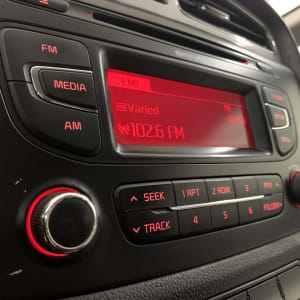 FM
MEDIA
AM
FM1
Varied
102.6 FM
SEEK
TRACK
1 RPT
2 RDM
3
4
5
6
FOLDER